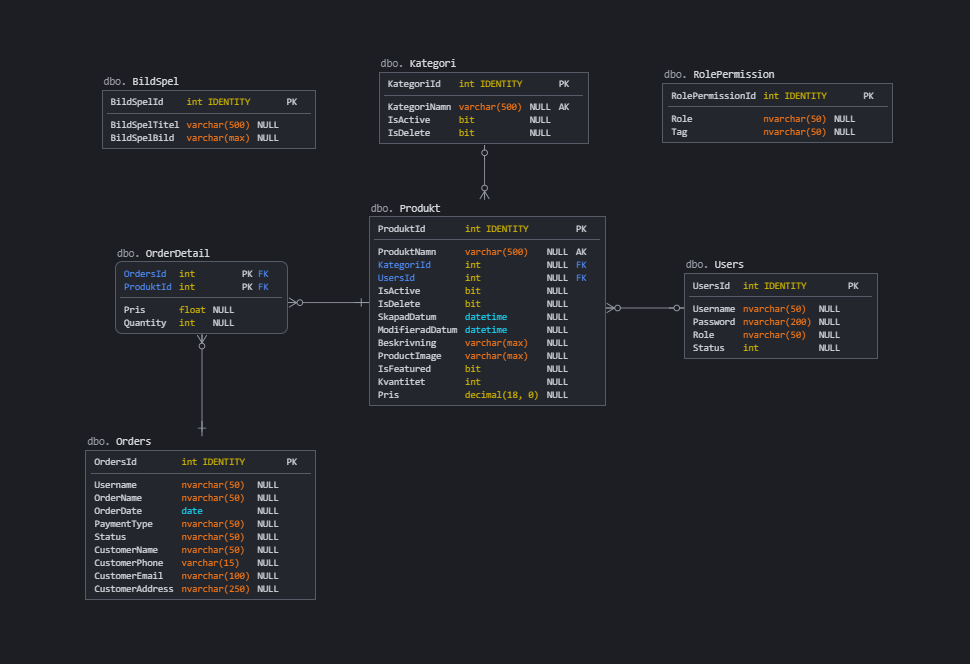 dbo. BildSpel
BildSpelId int IDENTITY PK
BildSpelTitel varchar(500) NULL
BildSpelBild varchar(max) NULL
dbo. Kategori
KategoriId int IDENTITY PK
KategoriNamn varchar(500) NULL AK
IsActive bit NULL
IsDelete bit NULL
dbo. RolePermission
RolePermissionId int IDENTITY PK
Role nvarchar(50) NULL
Tag nvarchar(50) NULL
dbo. OrderDetail
OrdersId int PK FK
ProduktId int PK FK
Pris float NULL
Quantity int NULL
dbo. Produkt
ProduktId int IDENTITY PK
ProduktNamn varchar(500) NULL AK
KategoriId int NULL FK
UsersId int NULL FK
IsActive bit NULL
IsDelete bit NULL
SkapadDatum datetime NULL
ModifieradDatum datetime NULL
Beskrivning varchar(max) NULL
ProductImage varchar(max) NULL
IsFeatured bit NULL
Kvantitet int NULL
Pris decimal(18, 0) NULL
dbo. Users
UsersId int IDENTITY PK
Username nvarchar(50) NULL
Password nvarchar(200) NULL
Role nvarchar(50) NULL
Status int NULL
dbo. Orders
OrdersId int IDENTITY PK
Username nvarchar(50) NULL
OrderName nvarchar(50) NULL
OrderDate date NULL
PaymentType nvarchar(50) NULL
Status nvarchar(50) NULL
CustomerName nvarchar(50) NULL
CustomerPhone varchar(15) NULL
CustomerEmail nvarchar(100) NULL
CustomerAddress nvarchar(250) NULL